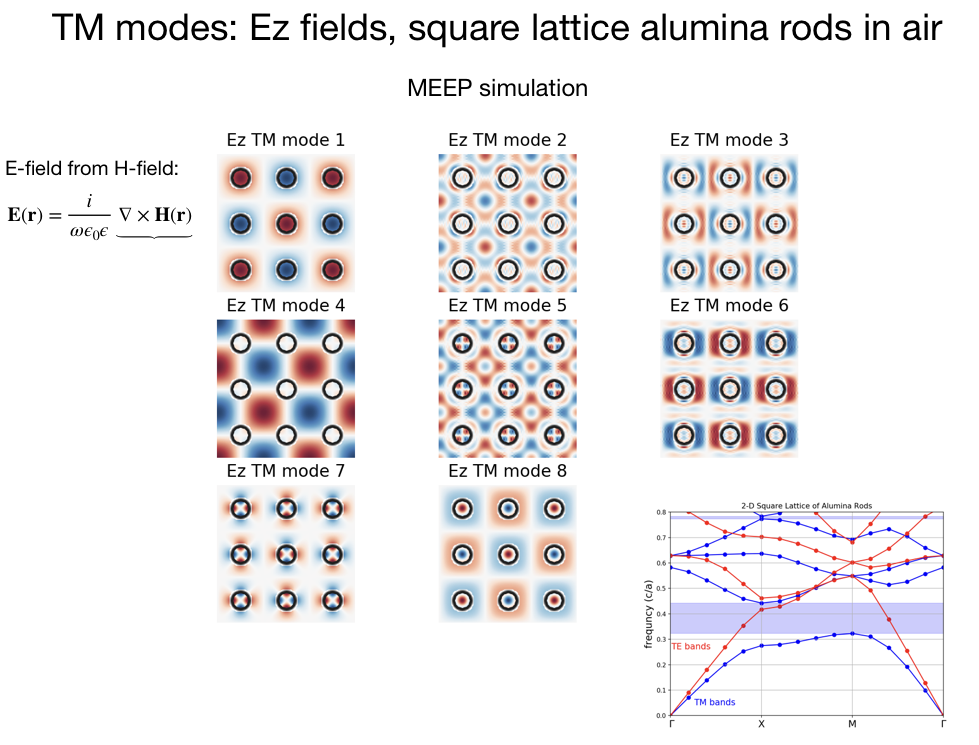 TM modes: Ez fields, square lattice alumina rods in air
MEEP simulation
E-field from H-field:
E(r) = i / ωϵ₀ϵ ∇ × H(r)
Ez TM mode 1
Ez TM mode 2
Ez TM mode 3
Ez TM mode 4
Ez TM mode 5
Ez TM mode 6
Ez TM mode 7
Ez TM mode 8
2-D Square Lattice of Alumina Rods
frequncy (c/a)
0.8
0.7
0.6
0.5
0.4
0.3
0.2
0.1
0.0
TE bands
TM bands
Γ X M Γ